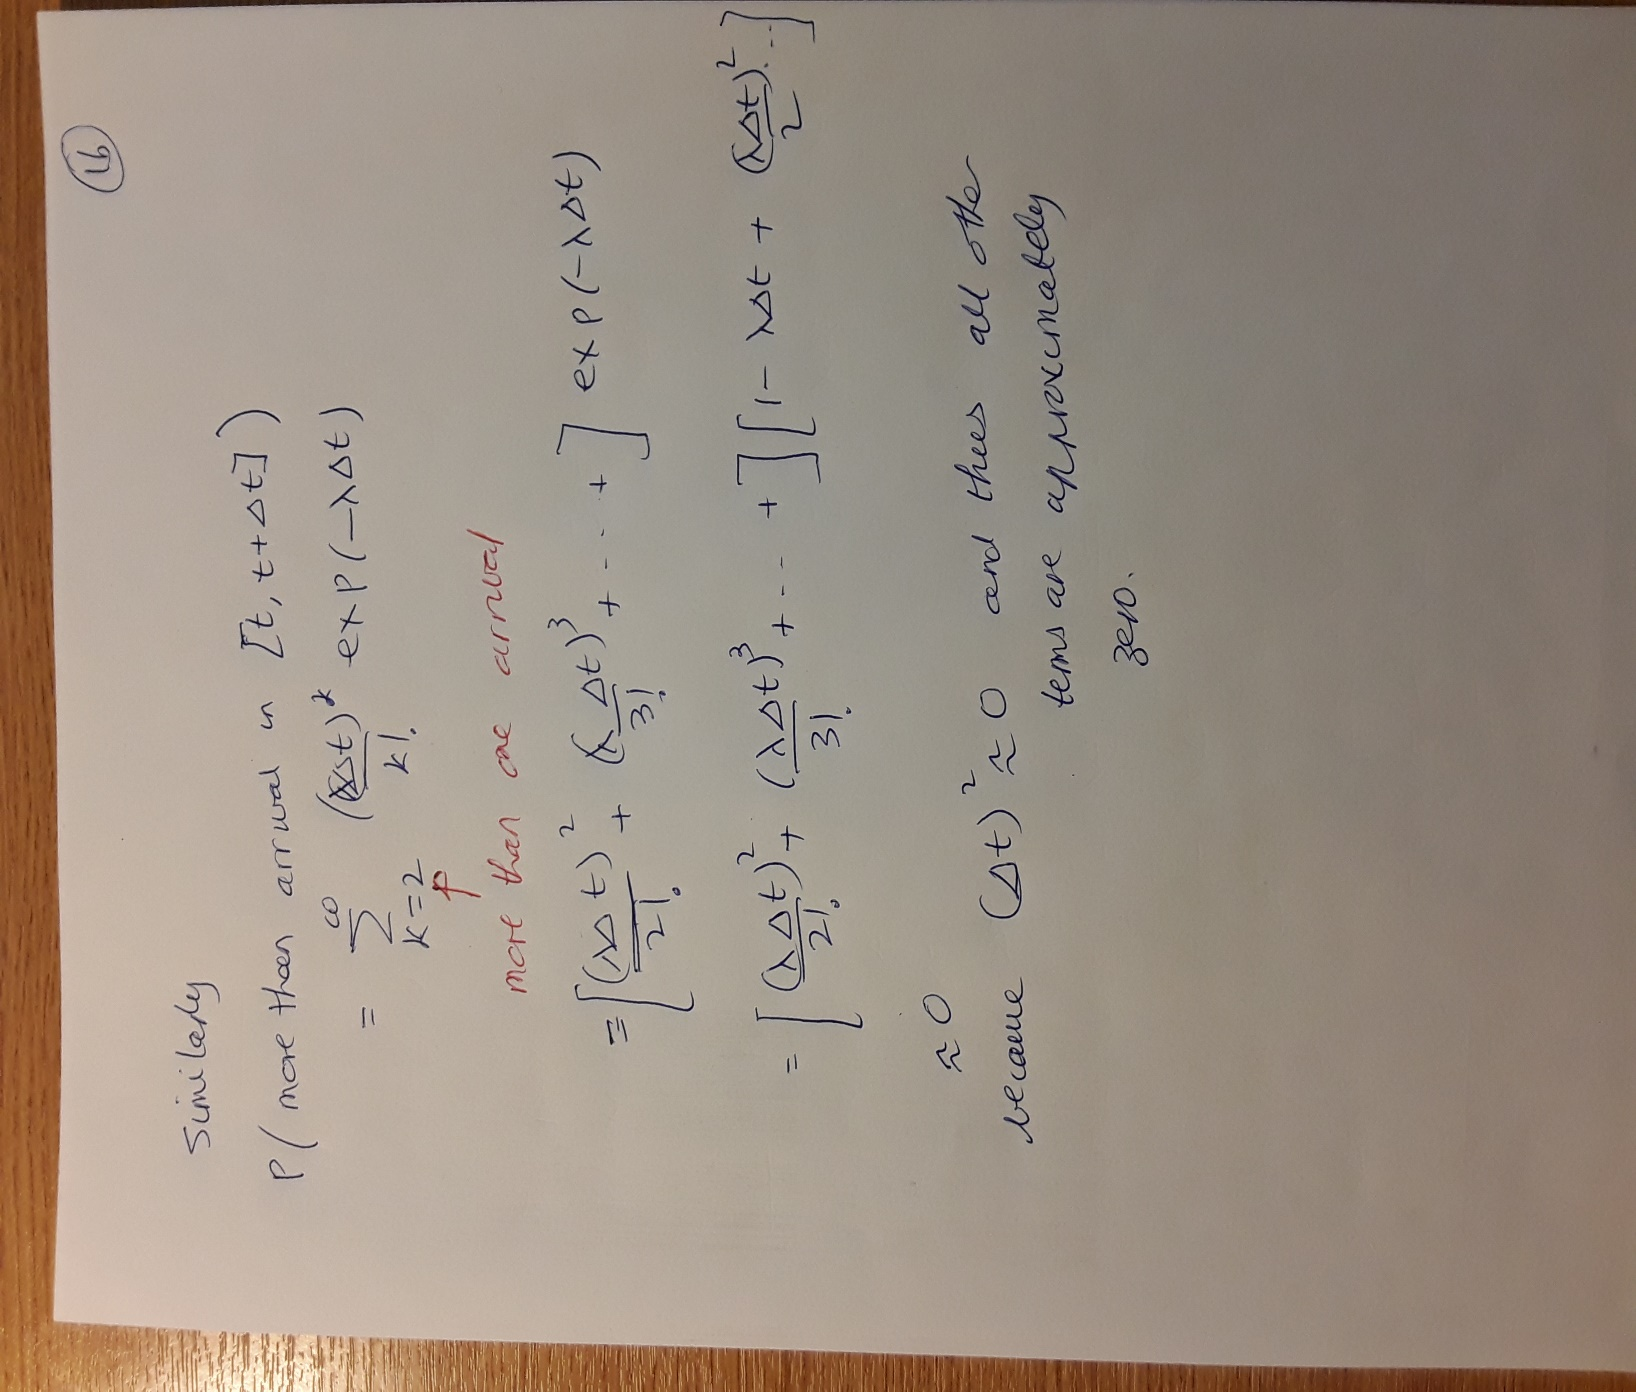 16
Similarly
P( more than arrival in [t, t+Δt])
= ∑_{k=2}^{∞} (λΔt)^k / k! exp(-λΔt)
more than one arrival
= [(λΔt)^2 / 2! + (λΔt)^3 / 3! + ... +] exp(-λΔt)
= [(λΔt)^2 / 2! + (λΔt)^3 / 3! + ... +][1 - λΔt + (λΔt)^2 / 2 ...]
≈ 0
because (Δt)^2 ≈ 0 and thus all other
terms are approximately
zero.